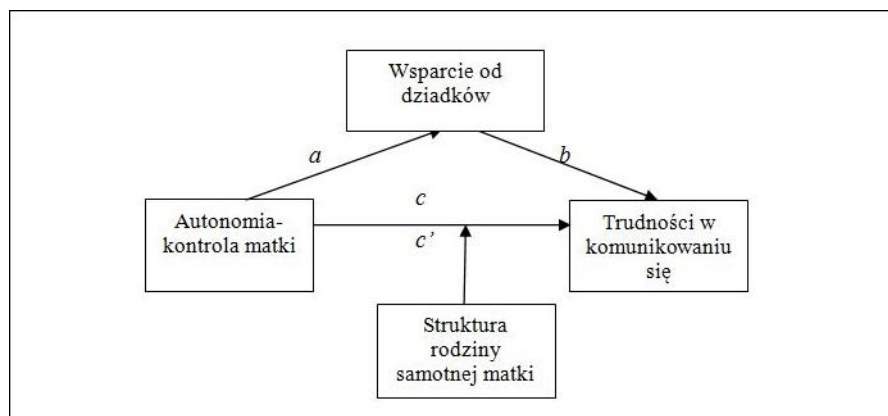 Wsparcie od
dziadków
a
b
c
Autonomia-
kontrola matki
c’
Trudności w
komunikowaniu
się
Struktura
rodziny
samotnej matki